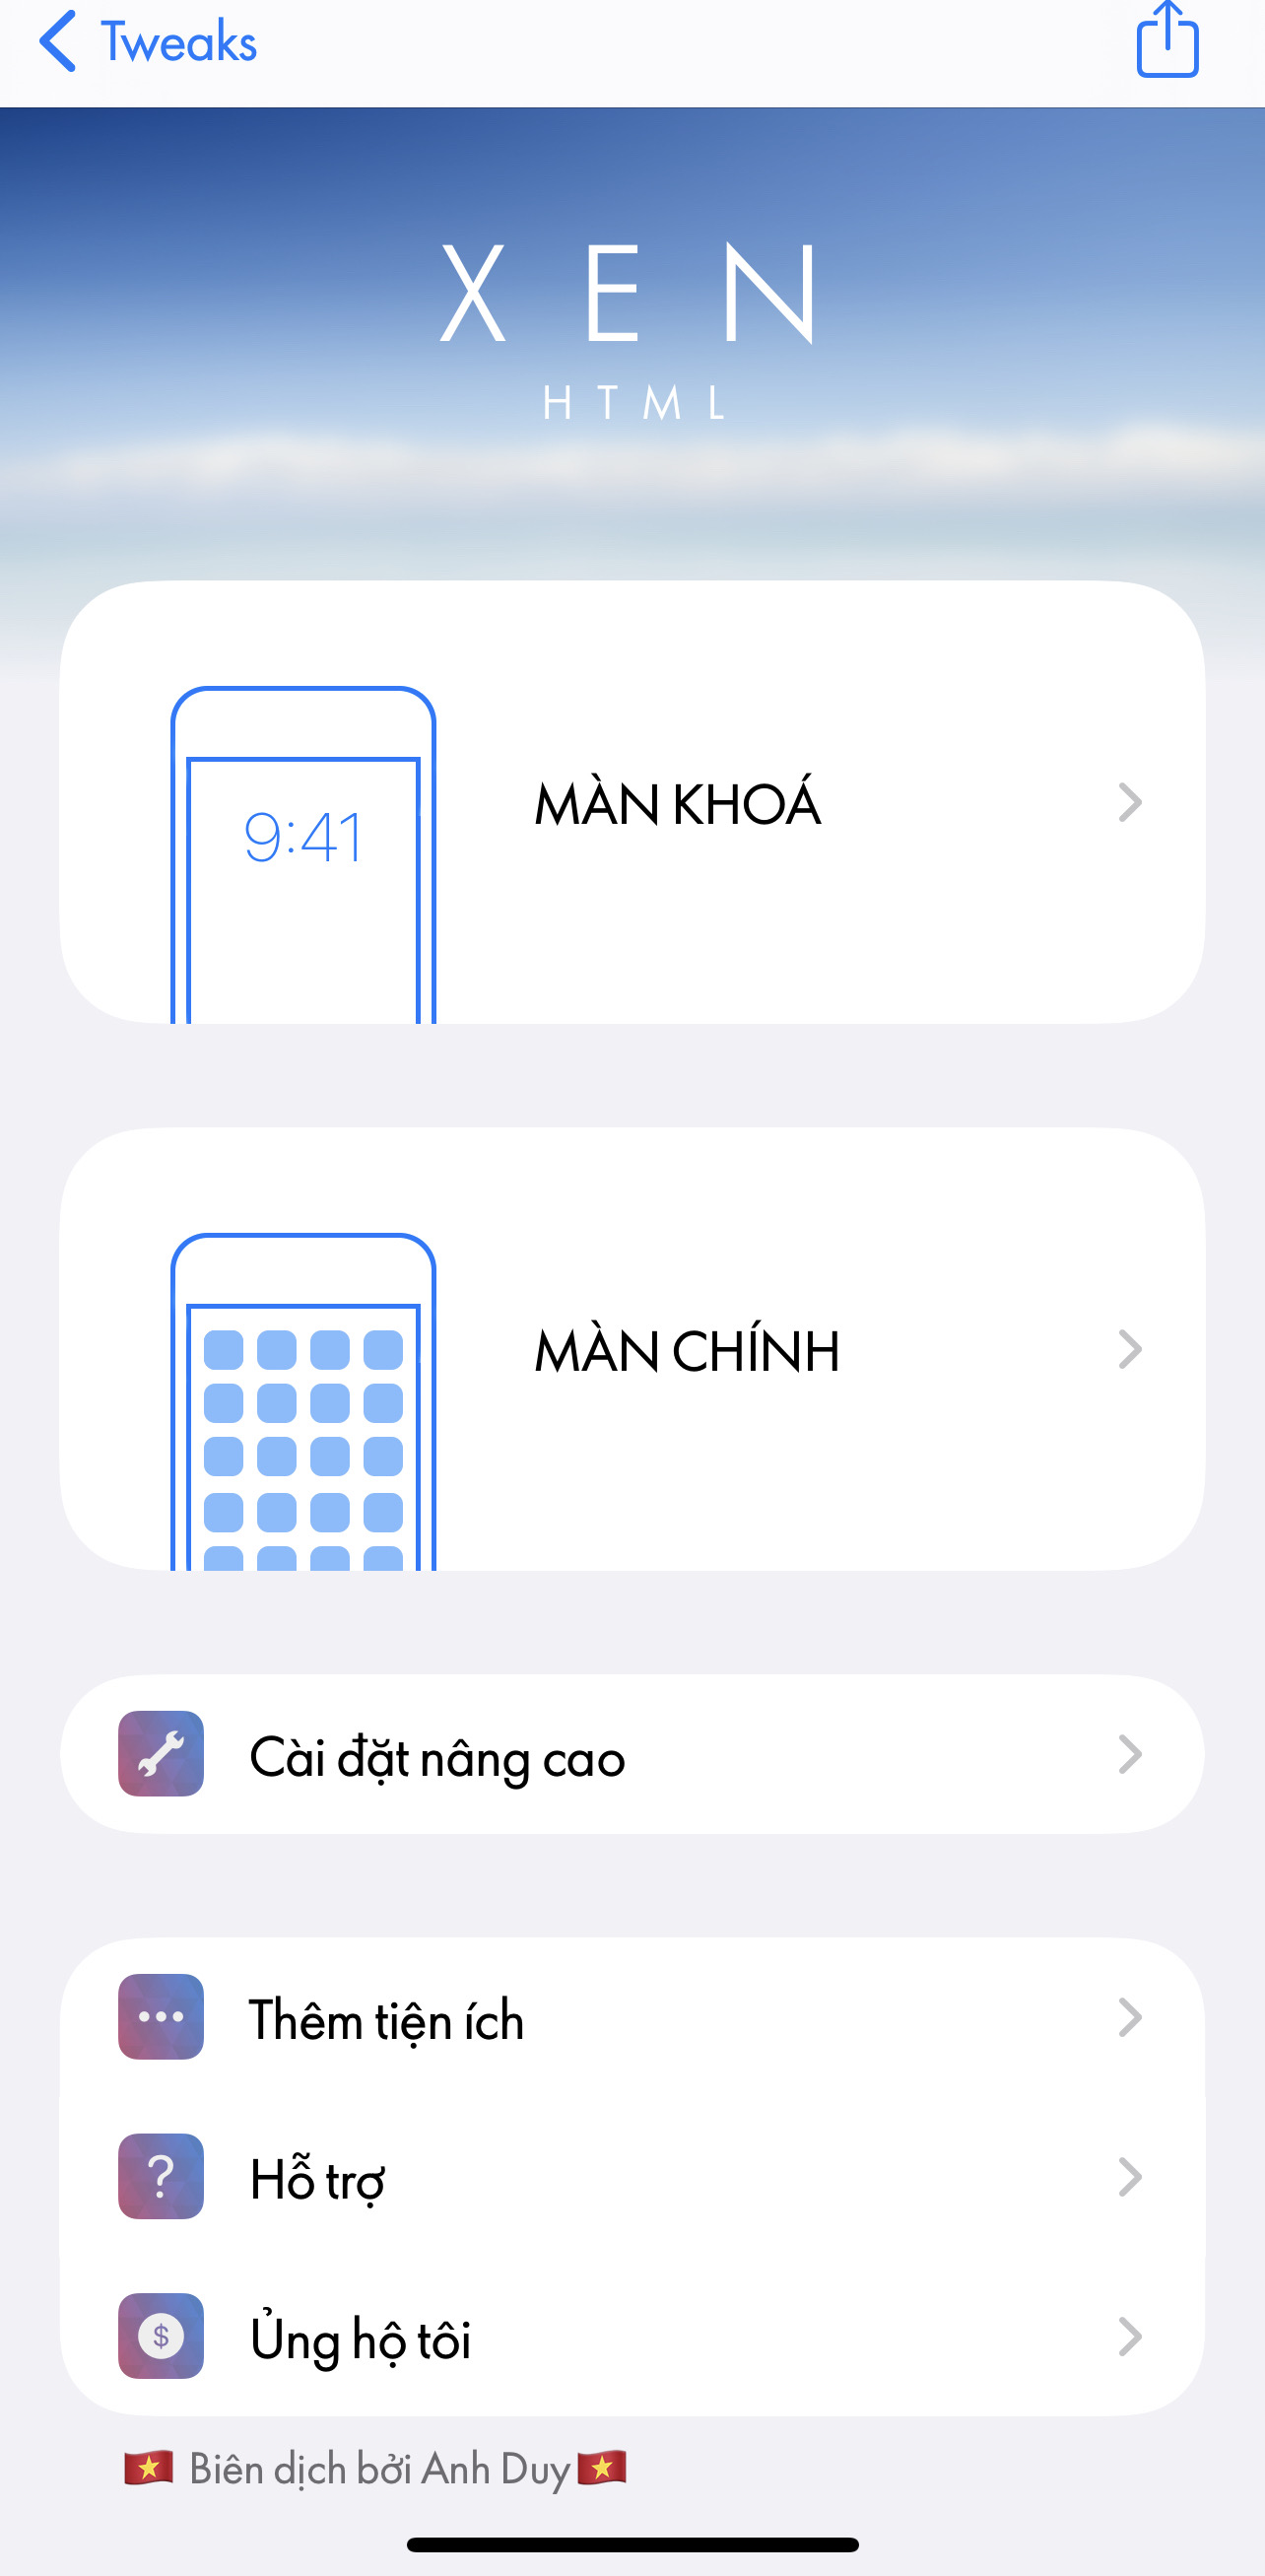 Tweaks
XEN
HTML
9:41
MÀN KHOÁ
MÀN CHÍNH
Cài đặt nâng cao
Thêm tiện ích
?
Hỗ trợ
$
Ủng hộ tôi
🇻🇳 Biên dịch bởi Anh Duy 🇻🇳